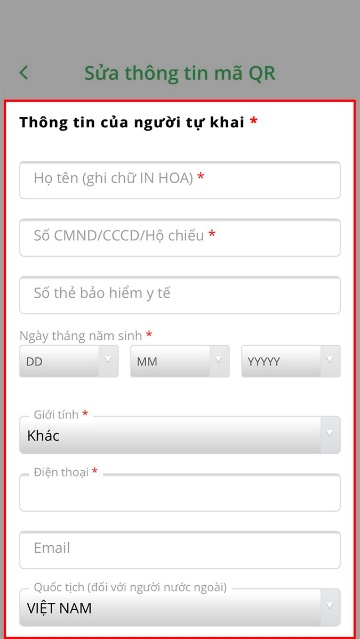 Sửa thông tin mã QR
Thông tin của người tự khai *
Họ tên (ghi chữ IN HOA) *
Số CMND/CCCD/Hộ chiếu *
Số thẻ bảo hiểm y tế
Ngày tháng năm sinh *
DD MM YYYYY
Giới tính *
Khác
Điện thoại *
Email
Quốc tịch (đối với người nước ngoài)
VIỆT NAM